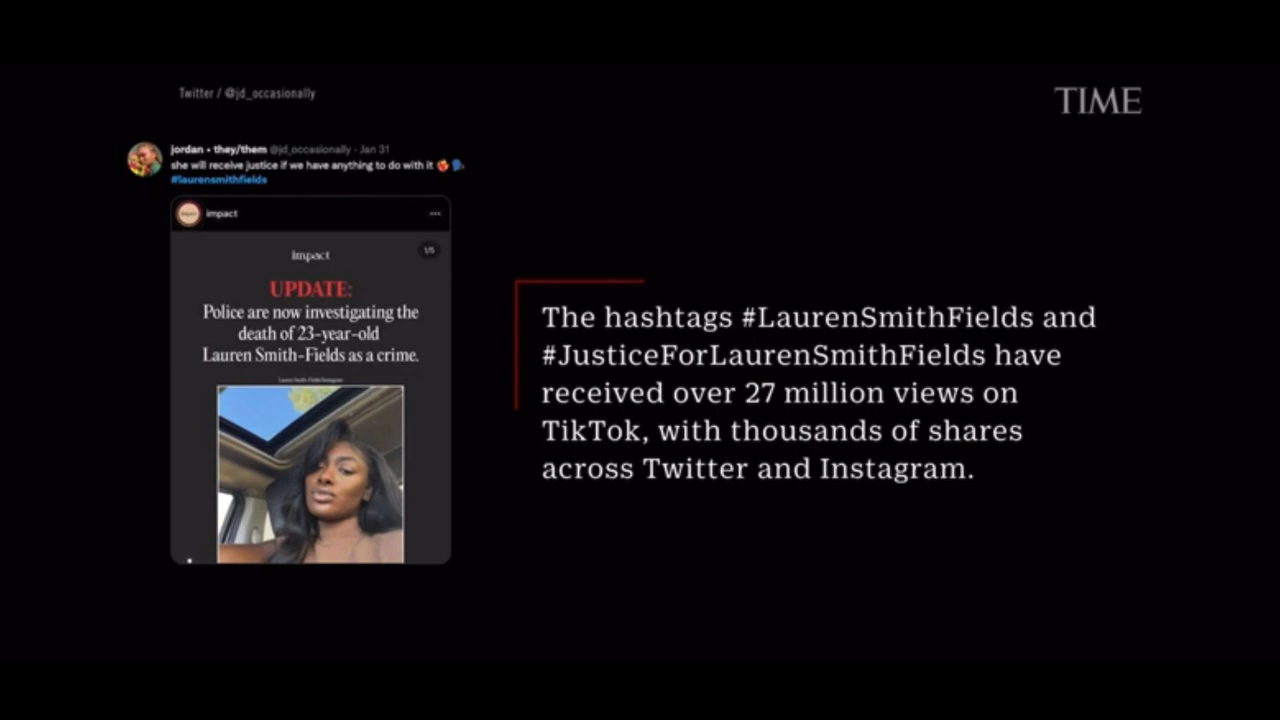 Twitter / @jd_occasionally
TIME
jordan • they/them @jd_occasionally · Jan 31
she will receive justice if we have anything to do with it
#laurensmithfields
impact
1/5
impact
UPDATE:
Police are now investigating the
death of 23-year-old
Lauren Smith-Fields as a crime.
The hashtags #LaurenSmithFields and
#JusticeForLaurenSmithFields have
received over 27 million views on
TikTok, with thousands of shares
across Twitter and Instagram.